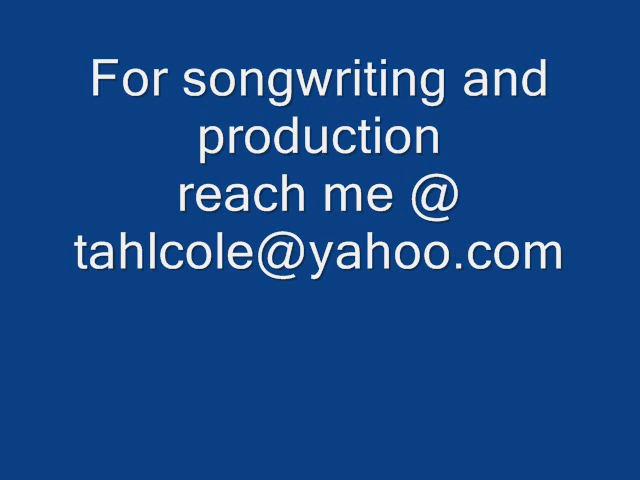 For songwriting and
production
reach me @
tahlcole@yahoo.com